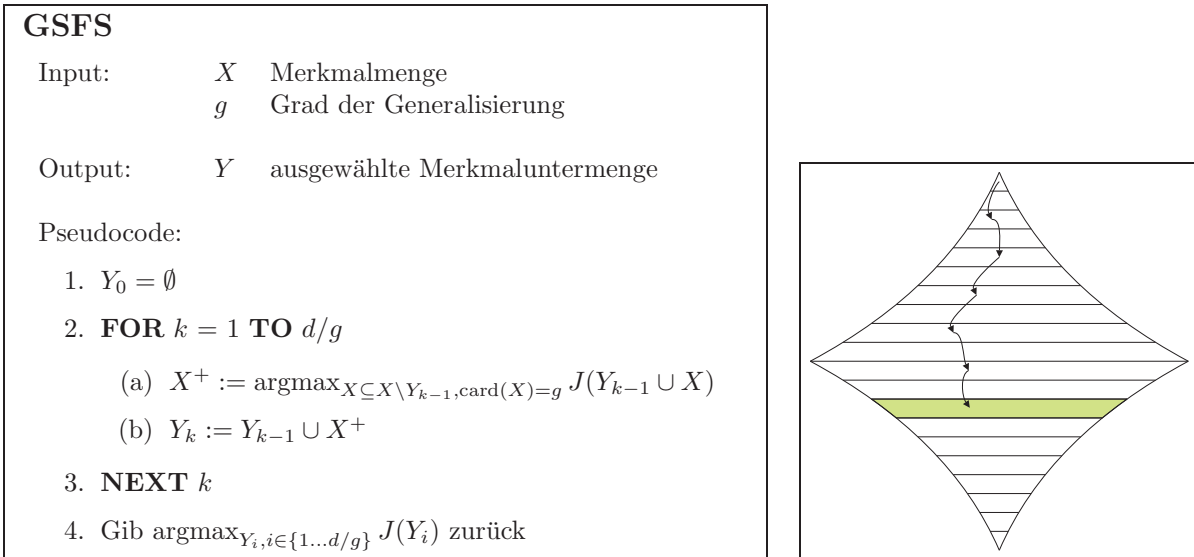 GSFS
Input: X Merkmalmenge
g Grad der Generalisierung
Output: Y ausgewählte Merkmaluntermenge
Pseudocode:
1. Y₀ = ∅
2. FOR k = 1 TO d/g
(a) X⁺ := argmax_{X⊆X\Y_{k−1},card(X)=g} J(Y_{k−1} ∪ X)
(b) Y_k := Y_{k−1} ∪ X⁺
3. NEXT k
4. Gib argmax_{Y_i,i∈{1...d/g}} J(Y_i) zurück